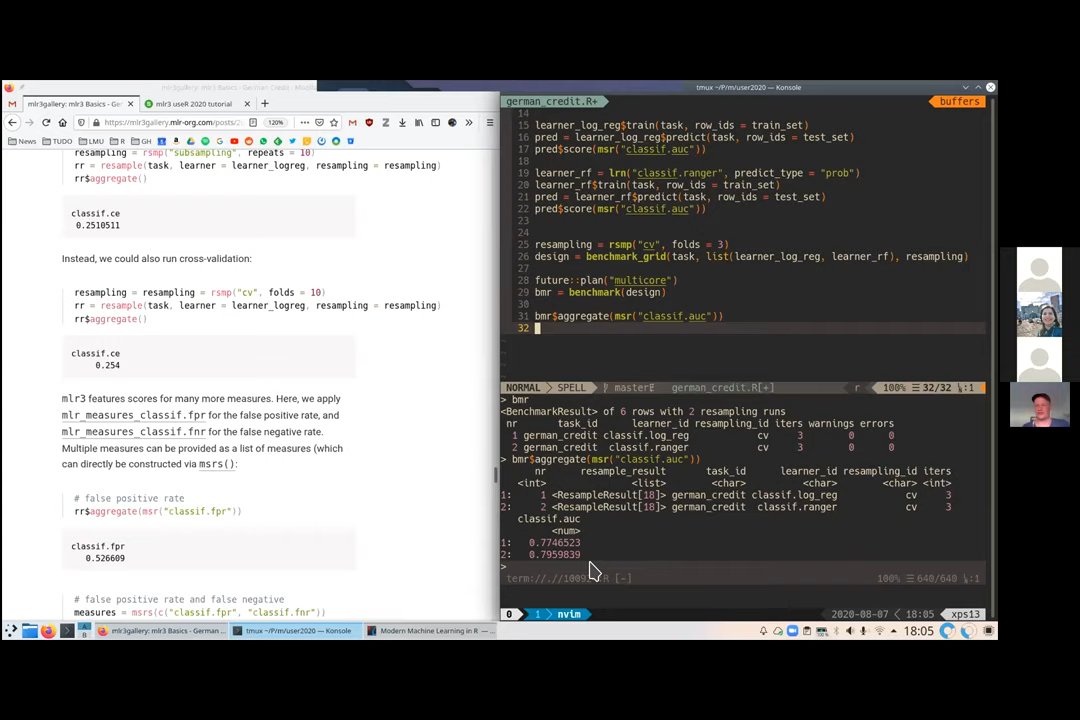 tmux ~/P/m/user2020 — Konsole
mlr3gallery: mlr3 Basics - Ger
mlr3 useR 2020 tutorial
https://mlr3gallery.mlr-org.com/posts/2
120%
News
TUDO
LMU
R
GH
resampling = rsmp("subsampling", repeats = 10)
rr = resample(task, learner = learner_logreg, resampling = resampling)
rr$aggregate()
classif.ce
0.2510511
Instead, we could also run cross-validation:
resampling = resampling = rsmp("cv", folds = 10)
rr = resample(task, learner = learner_logreg, resampling = resampling)
rr$aggregate()
classif.ce
0.254
mlr3 features scores for many more measures. Here, we apply
mlr_measures_classif.fpr for the false positive rate, and
mlr_measures_classif.fnr for the false negative rate.
Multiple measures can be provided as a list of measures (which
can directly be constructed via msrs():
# false positive rate
rr$aggregate(msr("classif.fpr"))
classif.fpr
0.526609
# false positive rate and false negative
measures = msrs(c("classif.fpr", "classif.fnr"))
german_credit.R+
buffers
14
15 learner_log_reg$train(task, row_ids = train_set)
16 pred = learner_log_reg$predict(task, row_ids = test_set)
17 pred$score(msr("classif.auc"))
18
19 learner_rf = lrn("classif.ranger", predict_type = "prob")
20 learner_rf$train(task, row_ids = train_set)
21 pred = learner_rf$predict(task, row_ids = test_set)
22 pred$score(msr("classif.auc"))
23
24
25 resampling = rsmp("cv", folds = 3)
26 design = benchmark_grid(task, list(learner_log_reg, learner_rf), resampling)
27
28 future::plan("multicore")
29 bmr = benchmark(design)
30
31 bmr$aggregate(msr("classif.auc"))
32
NORMAL SPELL master german_credit.R[+] r 100% 32/32 :1
> bmr
<BenchmarkResult> of 6 rows with 2 resampling runs
nr task_id learner_id resampling_id iters warnings errors
1 german_credit classif.log_reg cv 3 0 0
2 german_credit classif.ranger cv 3 0 0
> bmr$aggregate(msr("classif.auc"))
nr resample_result task_id learner_id resampling_id iters
<int> <list> <char> <char> <char> <int>
1: 1 <ResampleResult[18]> german_credit classif.log_reg cv 3
2: 2 <ResampleResult[18]> german_credit classif.ranger cv 3
classif.auc
<num>
1: 0.7746523
2: 0.7959839
>
R [-] 100% 640/640 :1
0 1 nvim 2020-08-07 18:05 xps13
mlr3gallery: mlr3 Basics - German ...
tmux ~/P/m/user2020 — Konsole
Modern Machine Learning in R — ...
18:05